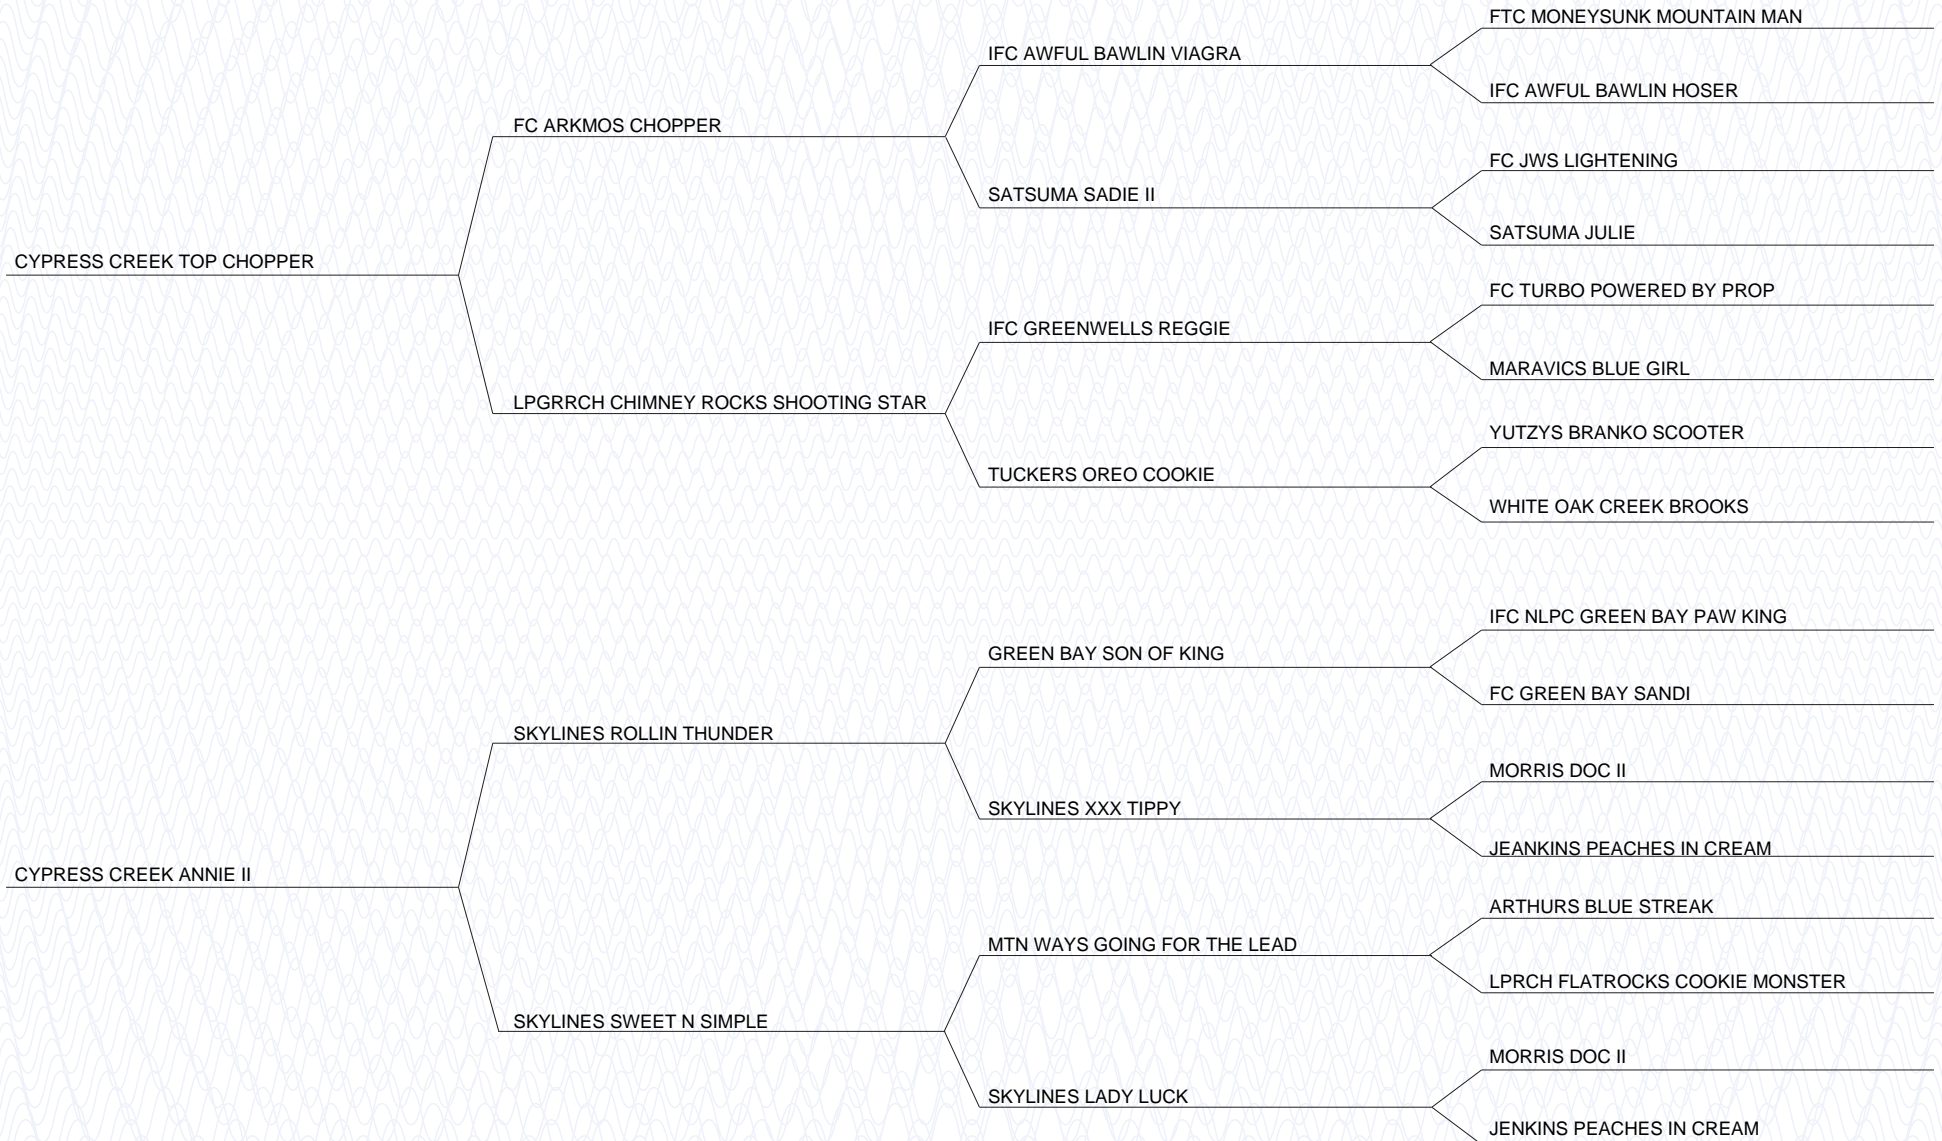 FTC MONEYSUNK MOUNTAIN MAN
IFC AWFUL BAWLIN VIAGRA
IFC AWFUL BAWLIN HOSER
FC ARKMOS CHOPPER
FC JWS LIGHTENING
SATSUMA SADIE II
SATSUMA JULIE
CYPRESS CREEK TOP CHOPPER
FC TURBO POWERED BY PROP
IFC GREENWELLS REGGIE
MARAVICS BLUE GIRL
LPGRRCH CHIMNEY ROCKS SHOOTING STAR
YUTZYS BRANKO SCOOTER
TUCKERS OREO COOKIE
WHITE OAK CREEK BROOKS
IFC NLPC GREEN BAY PAW KING
GREEN BAY SON OF KING
FC GREEN BAY SANDI
SKYLINES ROLLIN THUNDER
MORRIS DOC II
SKYLINES XXX TIPPY
JEANKINS PEACHES IN CREAM
CYPRESS CREEK ANNIE II
ARTHURS BLUE STREAK
MTN WAYS GOING FOR THE LEAD
LPRCH FLATROCKS COOKIE MONSTER
SKYLINES SWEET N SIMPLE
MORRIS DOC II
SKYLINES LADY LUCK
JENKINS PEACHES IN CREAM